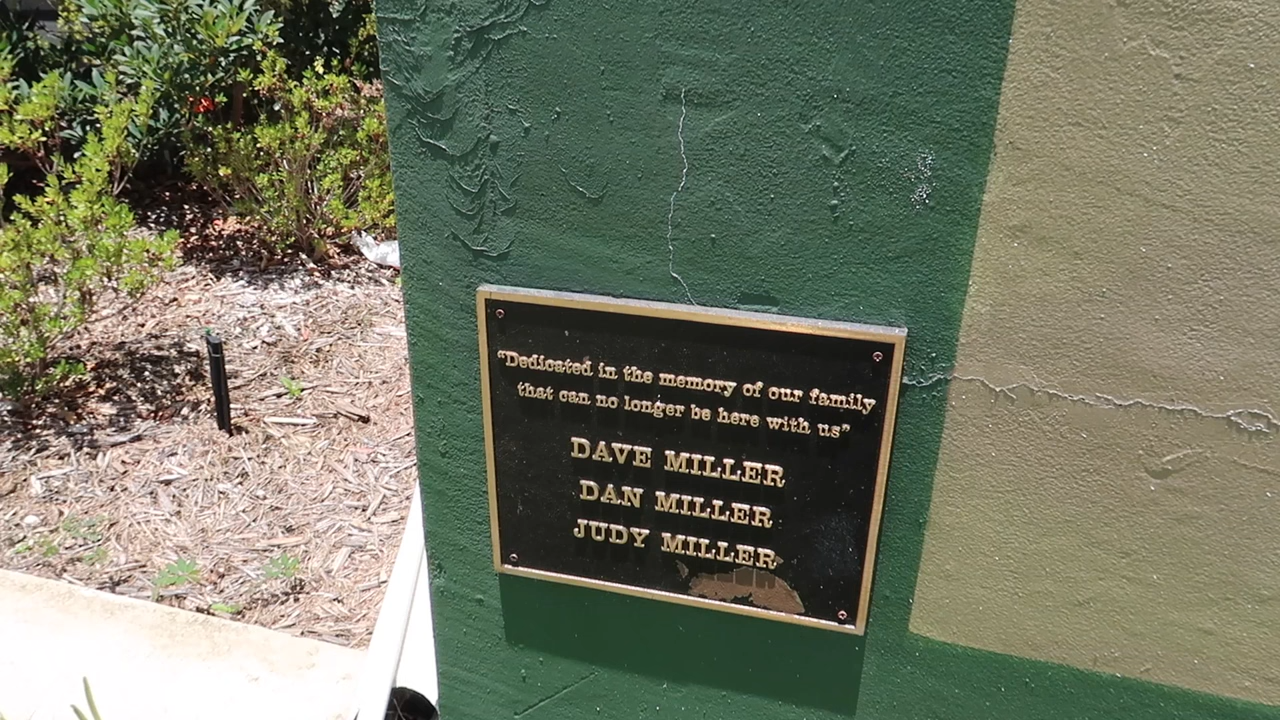 “Dedicated in the memory of our family
that can no longer be here with us”
DAVE MILLER
DAN MILLER
JUDY MILLER